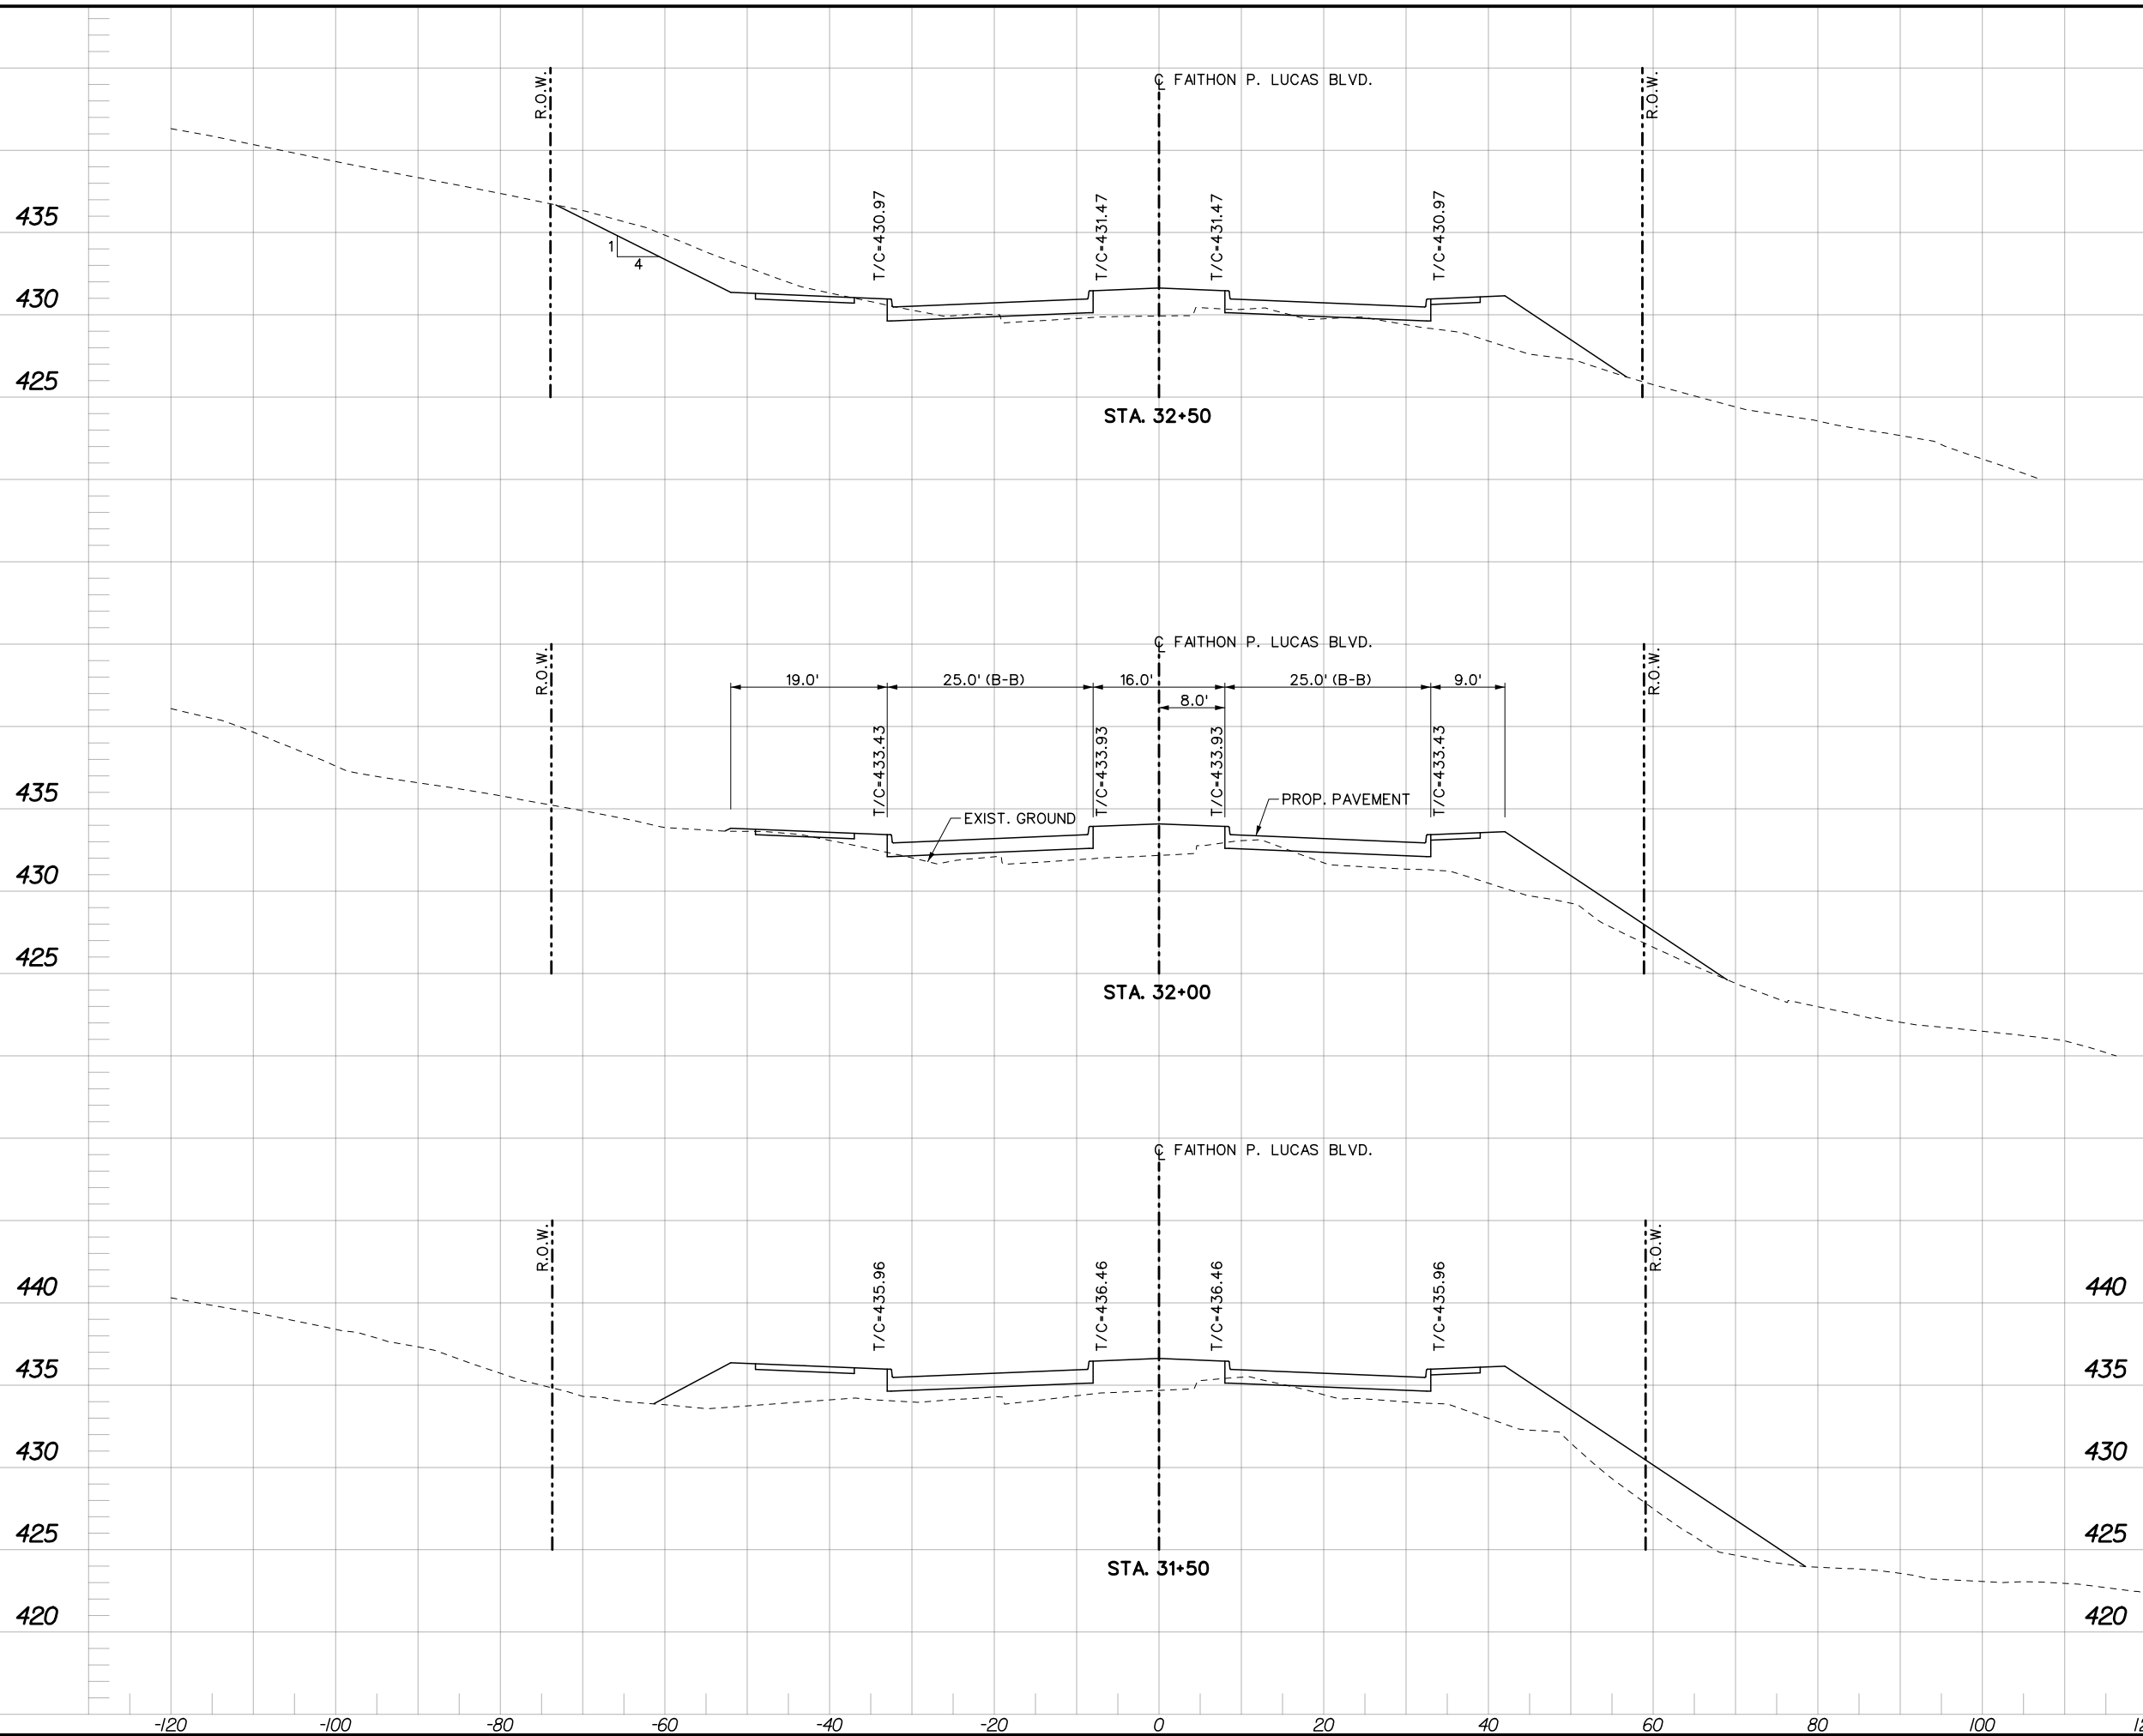 ℄ FAITHON P. LUCAS BLVD.
R.O.W.
R.O.W.
T/C=430.97
T/C=431.47
T/C=431.47
T/C=430.97
435
1
4
430
425
STA. 32+50
℄ FAITHON P. LUCAS BLVD.
R.O.W.
R.O.W.
19.0'
25.0' (B-B)
16.0'
25.0' (B-B)
9.0'
8.0'
T/C=433.43
T/C=433.93
T/C=433.93
T/C=433.43
435
PROP. PAVEMENT
EXIST. GROUND
430
425
STA. 32+00
℄ FAITHON P. LUCAS BLVD.
R.O.W.
R.O.W.
T/C=435.96
T/C=436.46
T/C=436.46
T/C=435.96
440 440
435 435
430 430
425 425
STA. 31+50
420 420
-120 -100 -80 -60 -40 -20 0 20 40 60 80 100